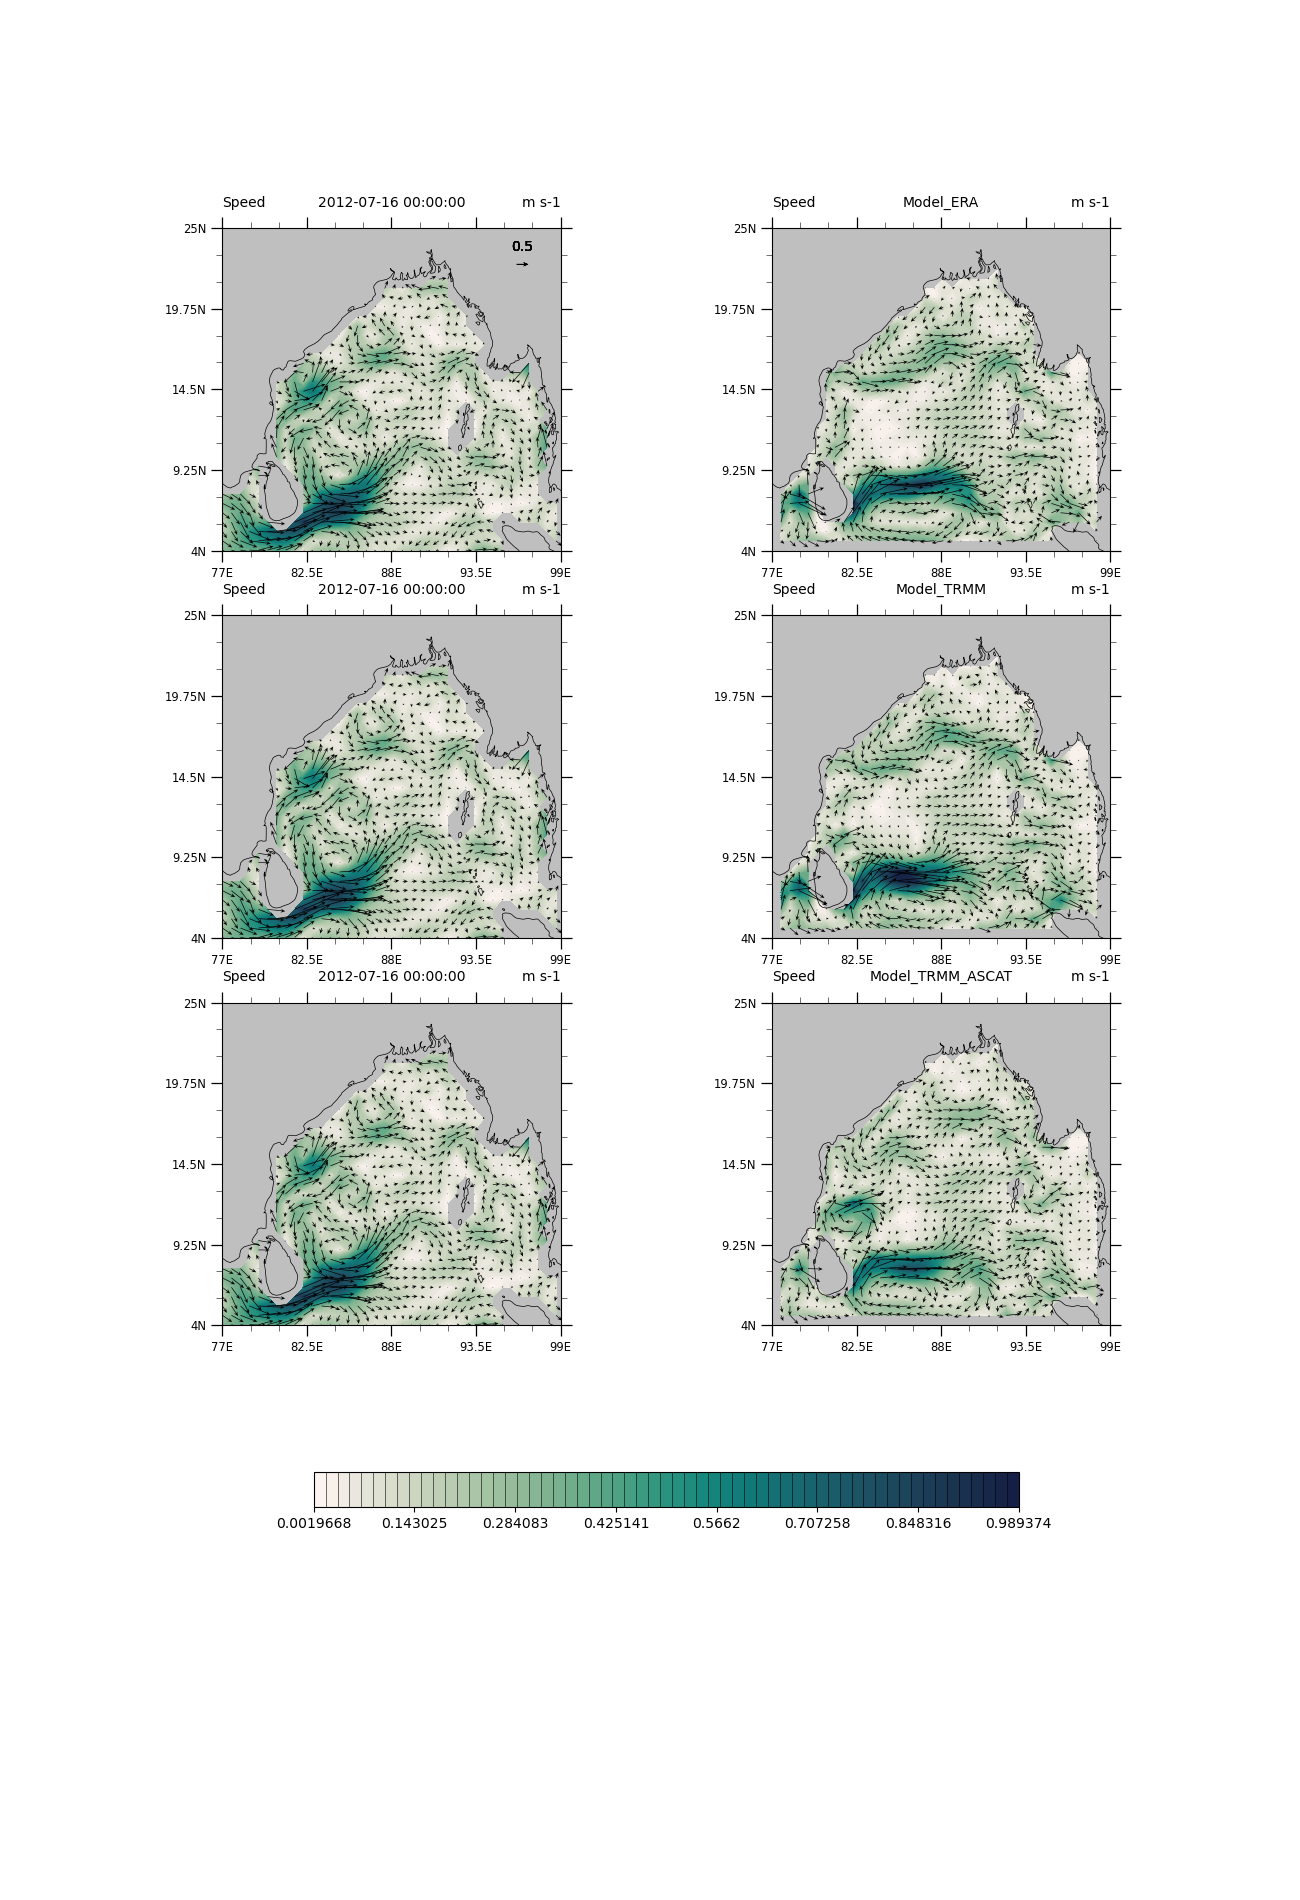 Speed 2012-07-16 00:00:00 m s-1 Speed Model_ERA m s-1
25N 25N
0.5
19.75N 19.75N
14.5N 14.5N
9.25N 9.25N
4N 4N
77E 82.5E 88E 93.5E 99E 77E 82.5E 88E 93.5E 99E
Speed 2012-07-16 00:00:00 m s-1 Speed Model_TRMM m s-1
25N 25N
19.75N 19.75N
14.5N 14.5N
9.25N 9.25N
4N 4N
77E 82.5E 88E 93.5E 99E 77E 82.5E 88E 93.5E 99E
Speed 2012-07-16 00:00:00 m s-1 Speed Model_TRMM_ASCAT m s-1
25N 25N
19.75N 19.75N
14.5N 14.5N
9.25N 9.25N
4N 4N
77E 82.5E 88E 93.5E 99E 77E 82.5E 88E 93.5E 99E
0.0019668 0.143025 0.284083 0.425141 0.5662 0.707258 0.848316 0.989374